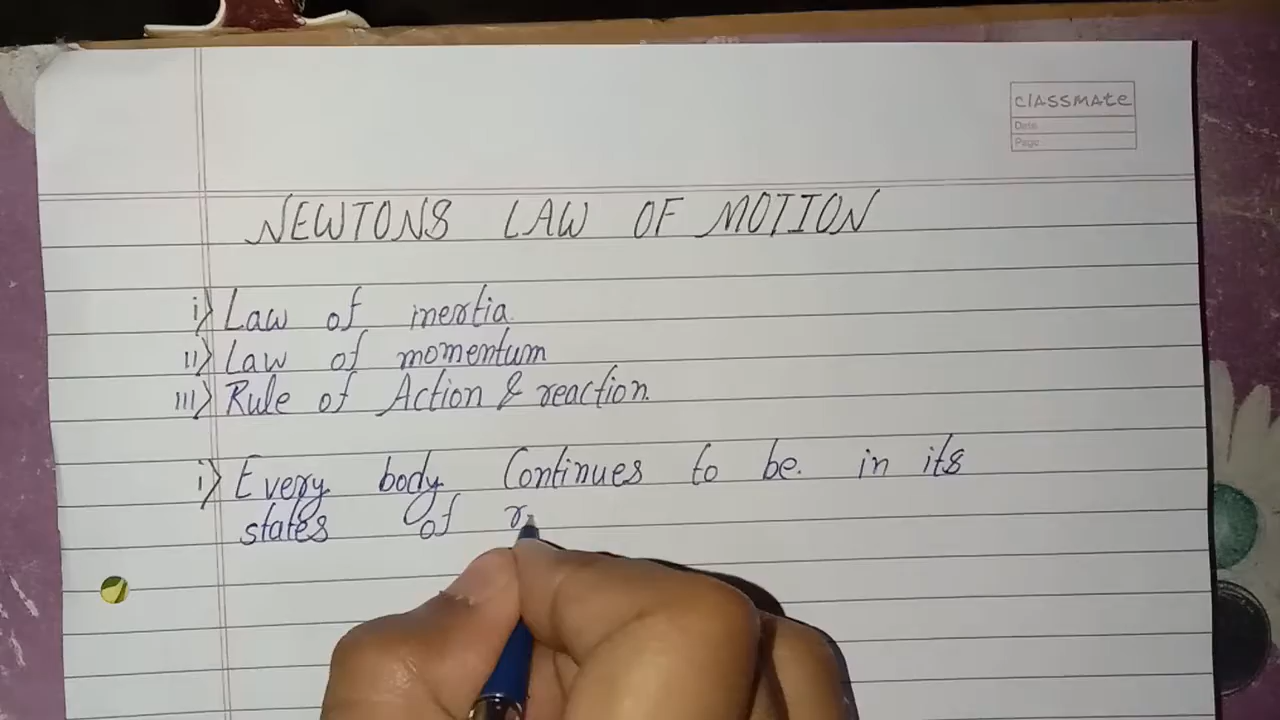 classmate
Date
Page
NEWTONS LAW OF MOTION
i) Law of inertia
ii) Law of momentum
iii) Rule of Action & reaction.
i) Every body Continues to be. in its
states of r